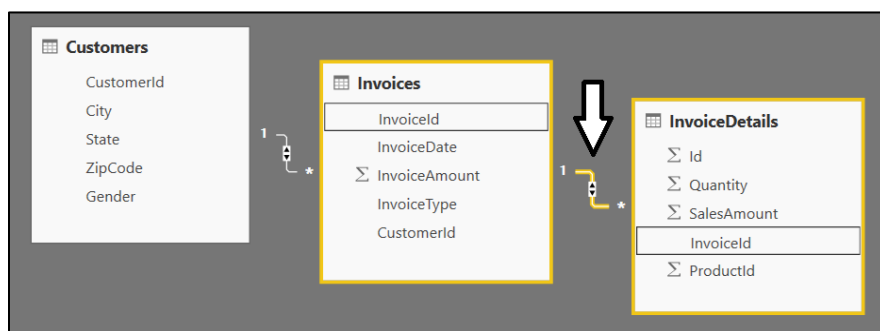 Customers
CustomerId
City
State
ZipCode
Gender
1
*
Invoices
InvoiceId
InvoiceDate
Σ InvoiceAmount
InvoiceType
CustomerId
1
*
InvoiceDetails
Σ Id
Σ Quantity
Σ SalesAmount
InvoiceId
Σ ProductId